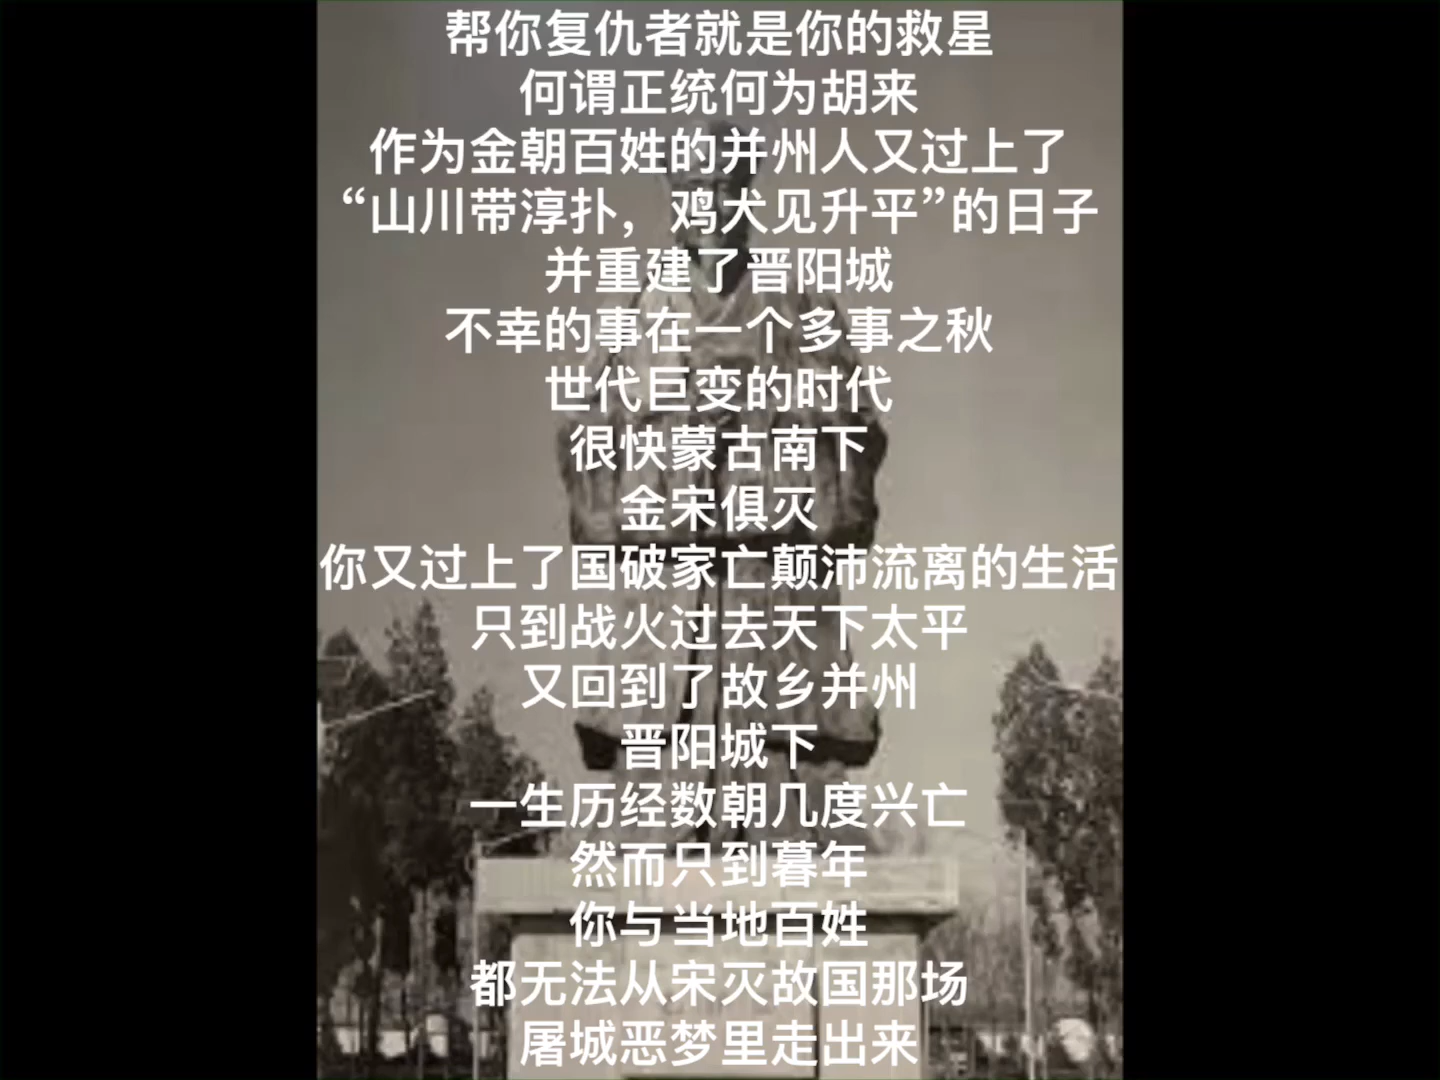 帮你复仇者就是你的救星
何谓正统何为胡来
作为金朝百姓的并州人又过上了
“山川带淳扑，鸡犬见升平”的日子
并重建了晋阳城
不幸的事在一个多事之秋
世代巨变的时代
很快蒙古南下
金宋俱灭
你又过上了国破家亡颠沛流离的生活
只到战火过去天下太平
又回到了故乡并州
晋阳城下
一生历经数朝几度兴亡
然而只到暮年
你与当地百姓
都无法从宋灭故国那场
屠城恶梦里走出来